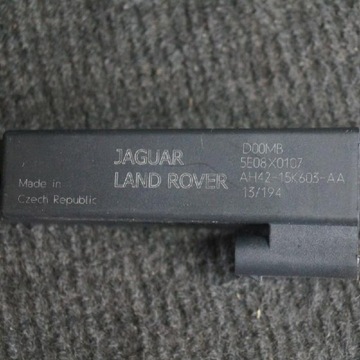 JAGUAR
LAND ROVER
Made in
Czech Republic
D00MB
5E08X0107
AH42-15K603-AA
13/194